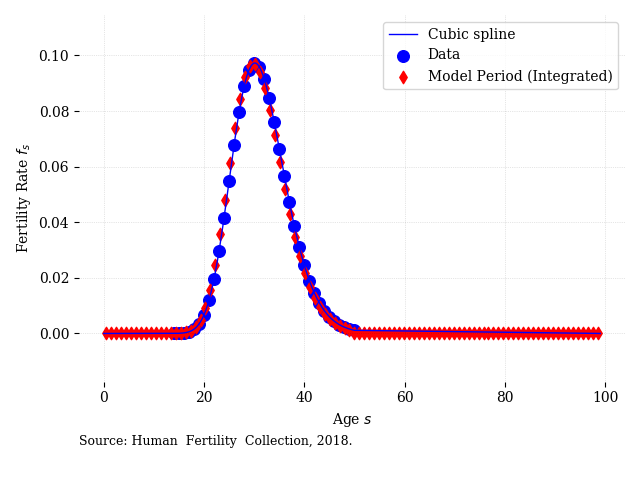 Cubic spline
Data
Model Period (Integrated)
Fertility Rate $f_s$
0.10
0.08
0.06
0.04
0.02
0.00
0 20 40 60 80 100
Age $s$
Source: Human Fertility Collection, 2018.